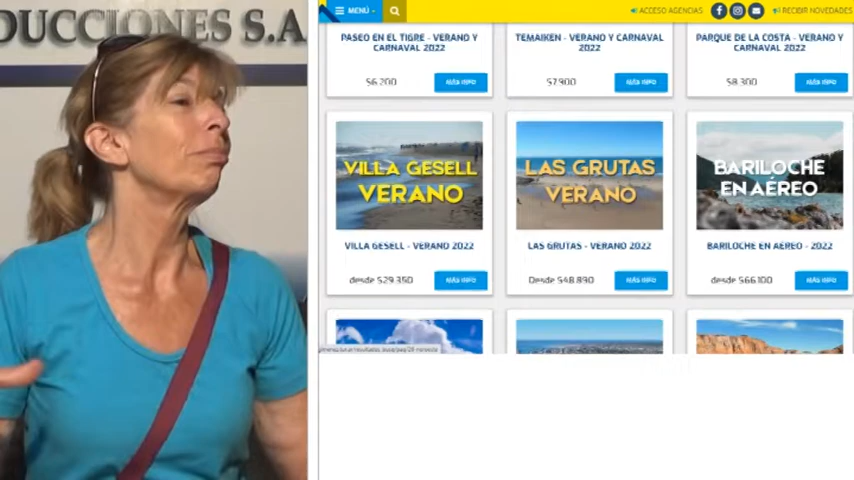 DUCCIONES S.A.
MENÚ
ACCESO AGENCIAS
RECIBIR NOVEDADES
PASEO EN EL TIGRE - VERANO Y
CARNAVAL 2022
$6.200
MÁS INFO
TEMAIKEN - VERANO Y CARNAVAL
2022
$7.900
MÁS INFO
PARQUE DE LA COSTA - VERANO Y
CARNAVAL 2022
$8.300
MÁS INFO
VILLA GESELL
VERANO
VILLA GESELL - VERANO 2022
desde $29.350
MÁS INFO
LAS GRUTAS
VERANO
LAS GRUTAS - VERANO 2022
Desde $48.890
MÁS INFO
BARILOCHE
EN AÉREO
BARILOCHE EN AÉREO - 2022
desde $66.100
MÁS INFO